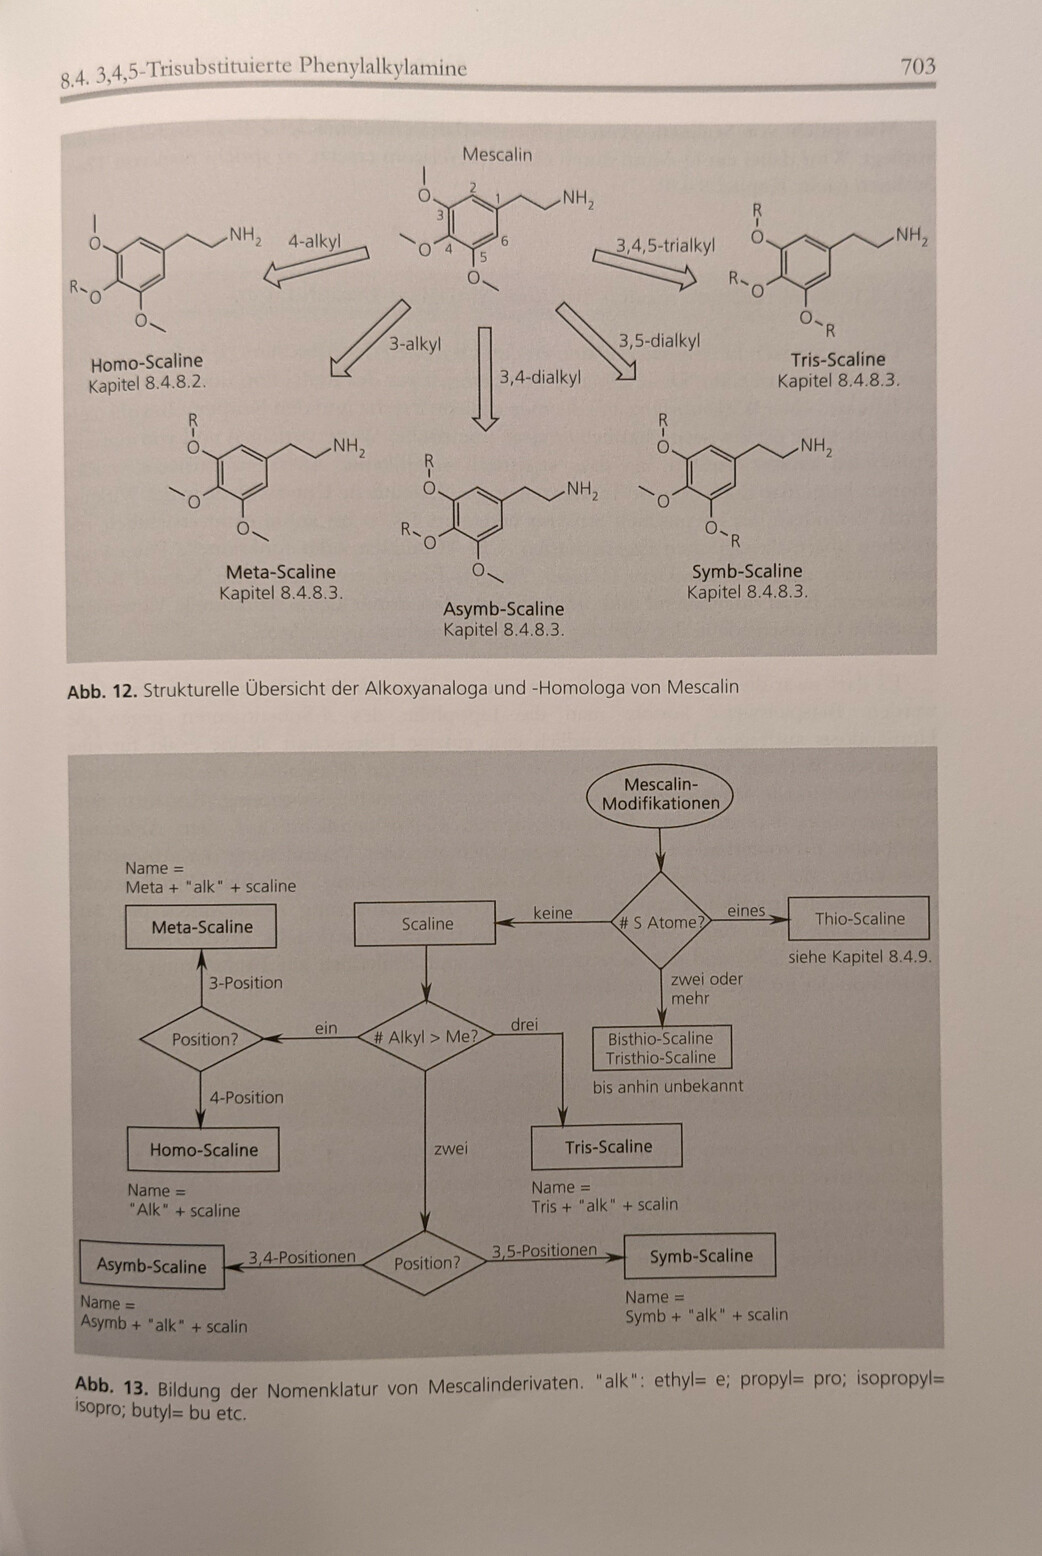 8.4. 3,4,5-Trisubstituierte Phenylalkylamine
703
Mescalin
O
2
1
NH2
3
O
4
5
6
O
O
NH2
R
O
O
4-alkyl
3,4,5-trialkyl
R
O
NH2
R
O
O
R
Homo-Scaline
Kapitel 8.4.8.2.
3-alkyl
3,4-dialkyl
3,5-dialkyl
Tris-Scaline
Kapitel 8.4.8.3.
R
O
NH2
O
O
Meta-Scaline
Kapitel 8.4.8.3.
R
O
NH2
R
O
O
Asymb-Scaline
Kapitel 8.4.8.3.
R
O
NH2
O
O
R
Symb-Scaline
Kapitel 8.4.8.3.
Abb. 12. Strukturelle Übersicht der Alkoxyanaloga und -Homologa von Mescalin
Mescalin-
Modifikationen
Name =
Meta + "alk" + scaline
Meta-Scaline
Scaline
keine
# S Atome?
eines
Thio-Scaline
siehe Kapitel 8.4.9.
3-Position
zwei oder
mehr
Position?
ein
# Alkyl > Me?
drei
Bisthio-Scaline
Tristhio-Scaline
bis anhin unbekannt
4-Position
Homo-Scaline
zwei
Tris-Scaline
Name =
"Alk" + scaline
Name =
Tris + "alk" + scalin
Asymb-Scaline
3,4-Positionen
Position?
3,5-Positionen
Symb-Scaline
Name =
Asymb + "alk" + scalin
Name =
Symb + "alk" + scalin
Abb. 13. Bildung der Nomenklatur von Mescalinderivaten. "alk": ethyl= e; propyl= pro; isopropyl=
isopro; butyl= bu etc.